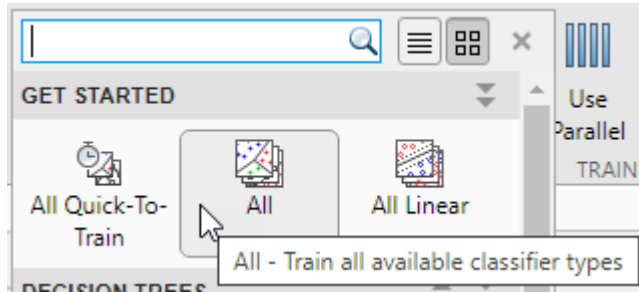 GET STARTED
Use
Parallel
TRAIN
All Quick-To-
Train
All
All Linear
All - Train all available classifier types
DECISION TREES